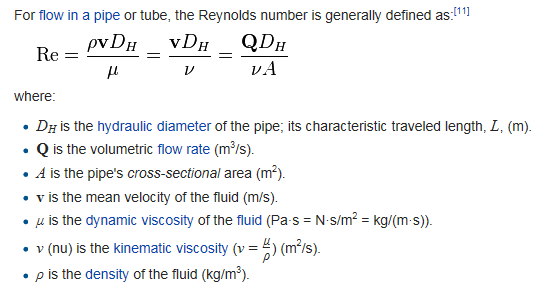 For flow in a pipe or tube, the Reynolds number is generally defined as:[11]
Re = ρvD_H / μ = vD_H / ν = QD_H / νA
where:
• D_H is the hydraulic diameter of the pipe; its characteristic traveled length, L, (m).
• Q is the volumetric flow rate (m³/s).
• A is the pipe's cross-sectional area (m²).
• v is the mean velocity of the fluid (m/s).
• μ is the dynamic viscosity of the fluid (Pa·s = N·s/m² = kg/(m·s)).
• ν (nu) is the kinematic viscosity (ν = μ/ρ) (m²/s).
• ρ is the density of the fluid (kg/m³).